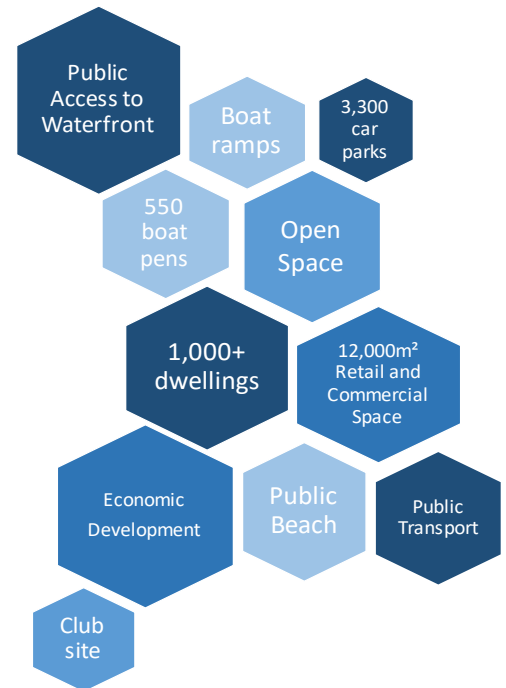 Public
Access to
Waterfront
Boat
ramps
3,300
car
parks
550
boat
pens
Open
Space
1,000+
dwellings
12,000m²
Retail and
Commercial
Space
Economic
Development
Public
Beach
Public
Transport
Club
site